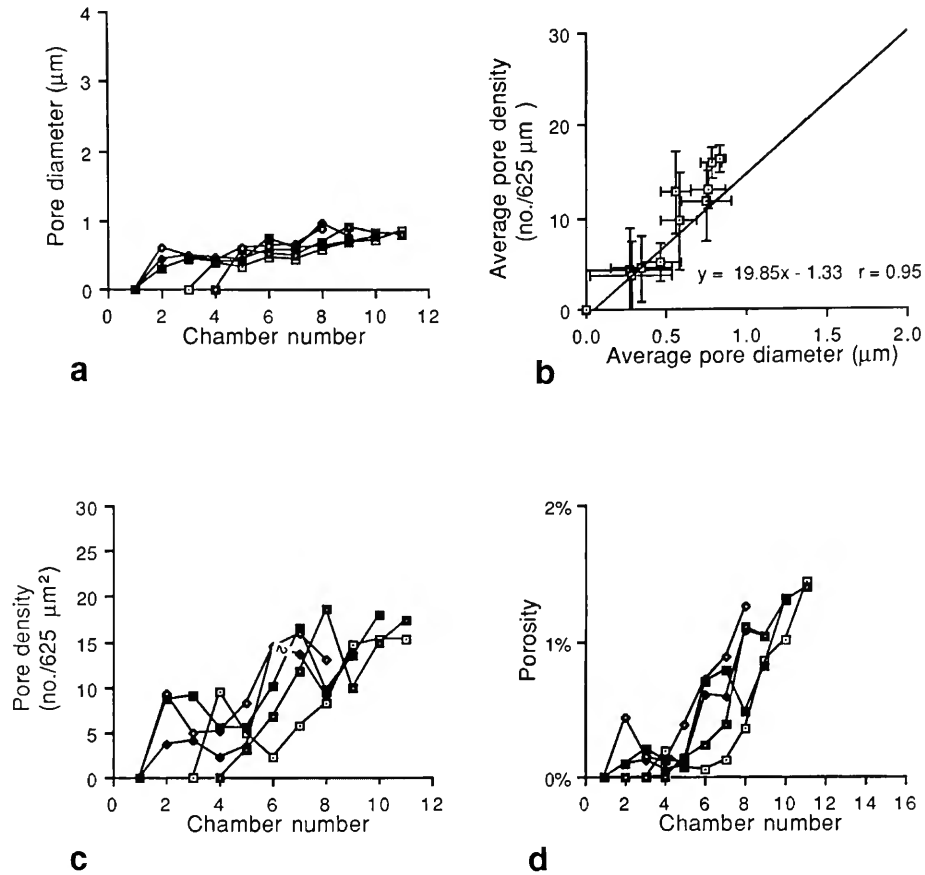 4
3
2
1
0
Pore diameter (µm)
0 2 4 6 8 10 12
Chamber number
a
30
20
10
0
Average pore density
(no./625 µm )
y = 19.85x - 1.33 r = 0.95
0.0 0.5 1.0 1.5 2.0
Average pore diameter (µm)
b
30
25
20
15
10
5
0
Pore density
(no./625 µm²)
2
0 2 4 6 8 10 12
Chamber number
c
2%
1%
0%
Porosity
0 2 4 6 8 10 12 14 16
Chamber number
d